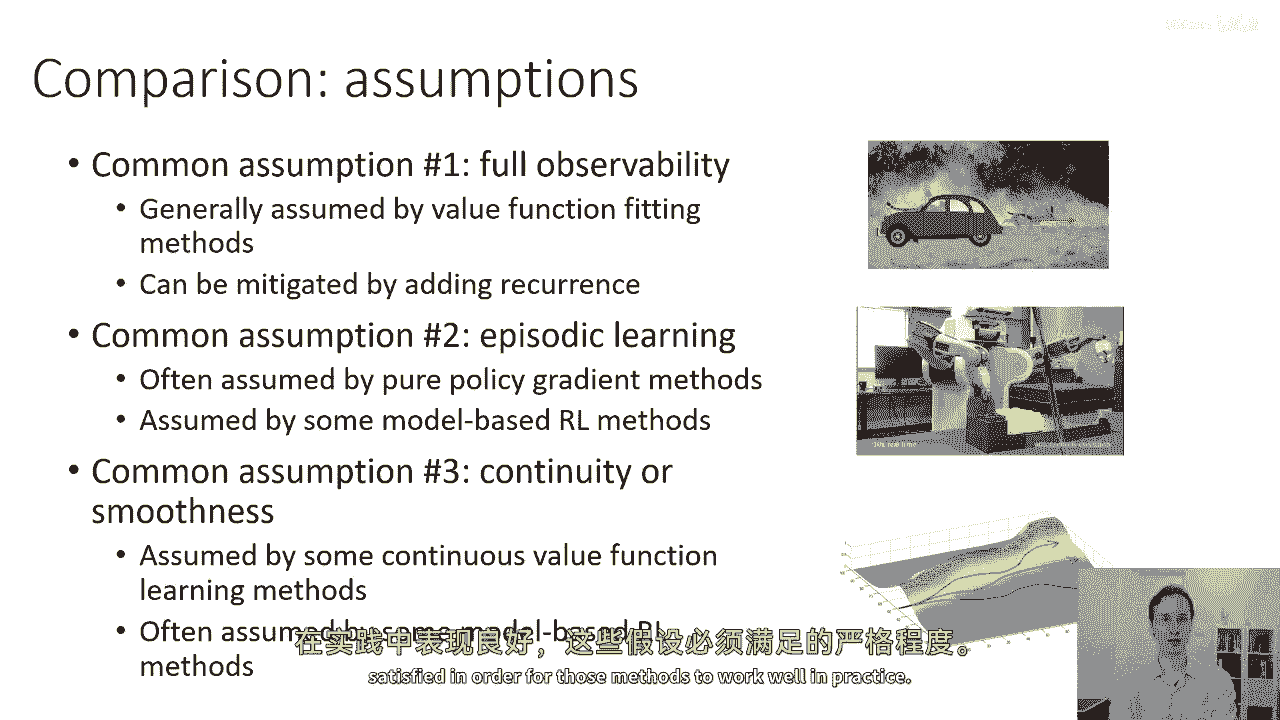 Comparison: assumptions
• Common assumption #1: full observability
• Generally assumed by value function fitting
methods
• Can be mitigated by adding recurrence
• Common assumption #2: episodic learning
• Often assumed by pure policy gradient methods
• Assumed by some model-based RL methods
• Common assumption #3: continuity or
smoothness
• Assumed by some continuous value function
learning methods
• Often assumed by some model-based RL
methods
在实践中表现良好，这些假设必须满足的严格程度。
satisfied in order for those methods to work well in practice.